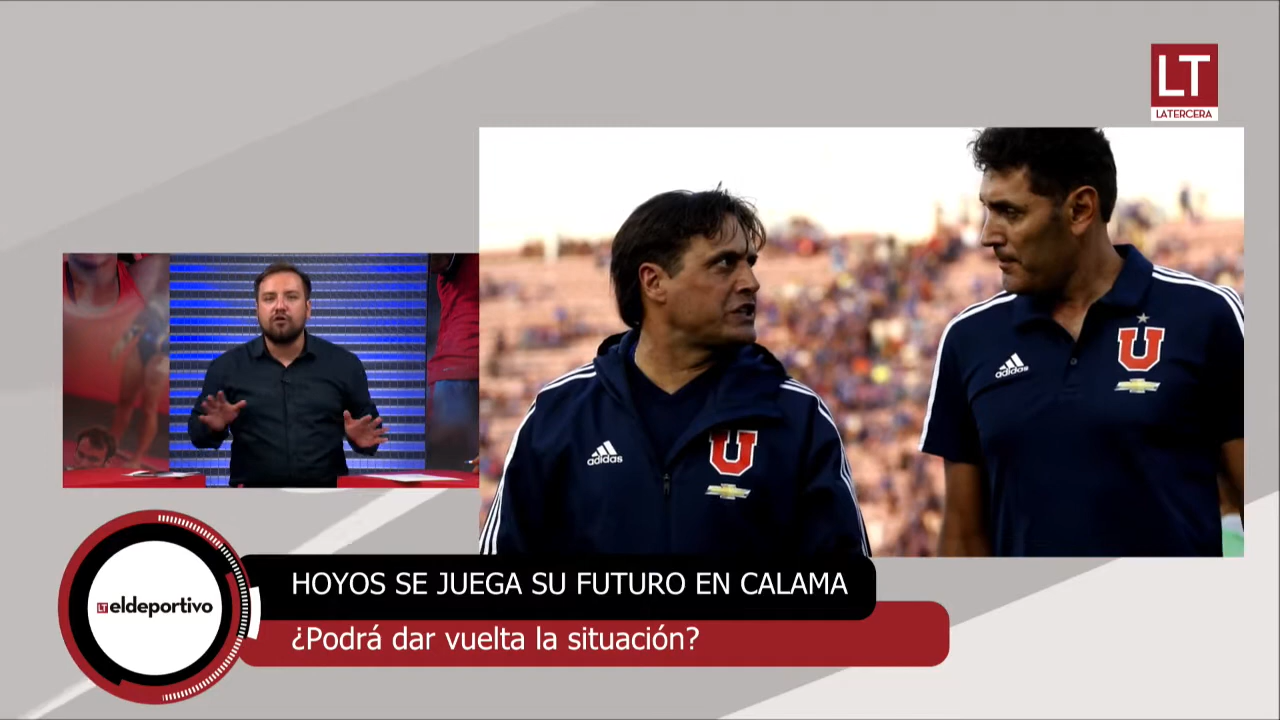 LT
LATERCERA
adidas
U
adidas
U
LT eldeportivo
HOYOS SE JUEGA SU FUTURO EN CALAMA
¿Podrá dar vuelta la situación?